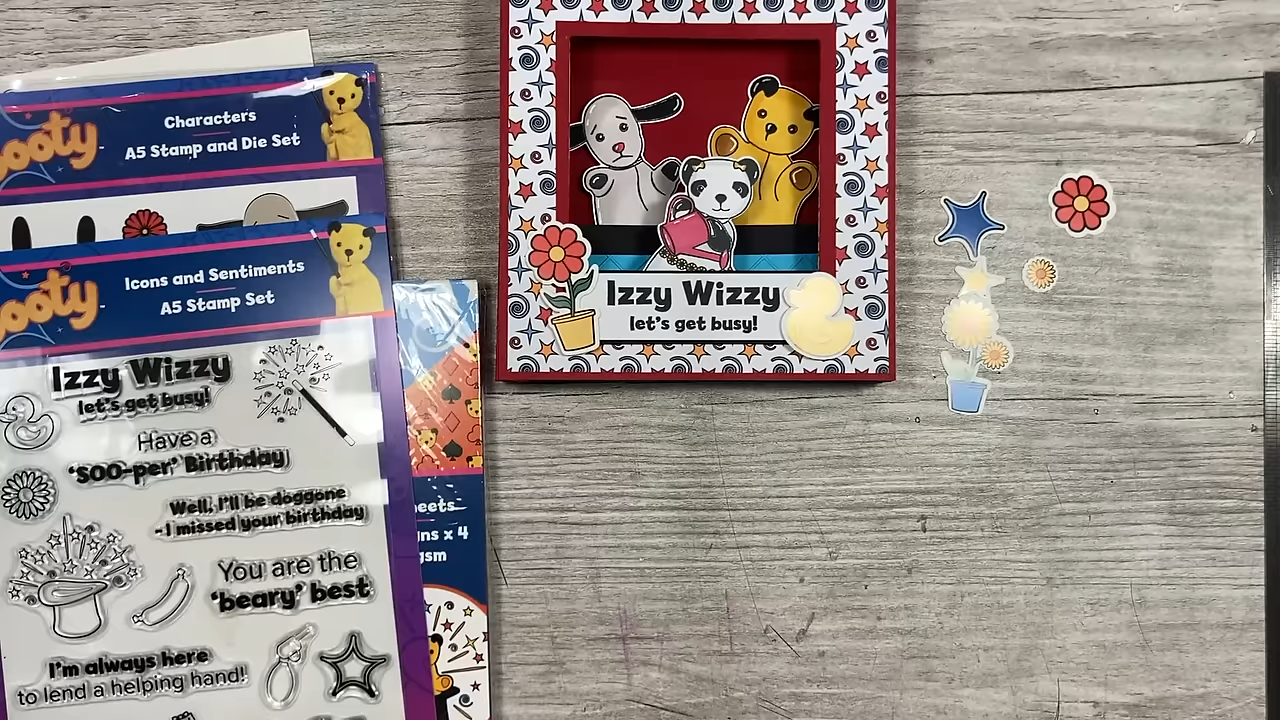 ooty
Characters
A5 Stamp and Die Set
ooty
Icons and Sentiments
A5 Stamp Set
Izzy Wizzy
let's get busy!
Have a
'SOO-per' Birthday
Well, I'll be doggone
-I missed your birthday
You are the
'beary' best
I'm always here
to lend a helping hand!
eets
ns x 4
gsm
Izzy Wizzy
let's get busy!